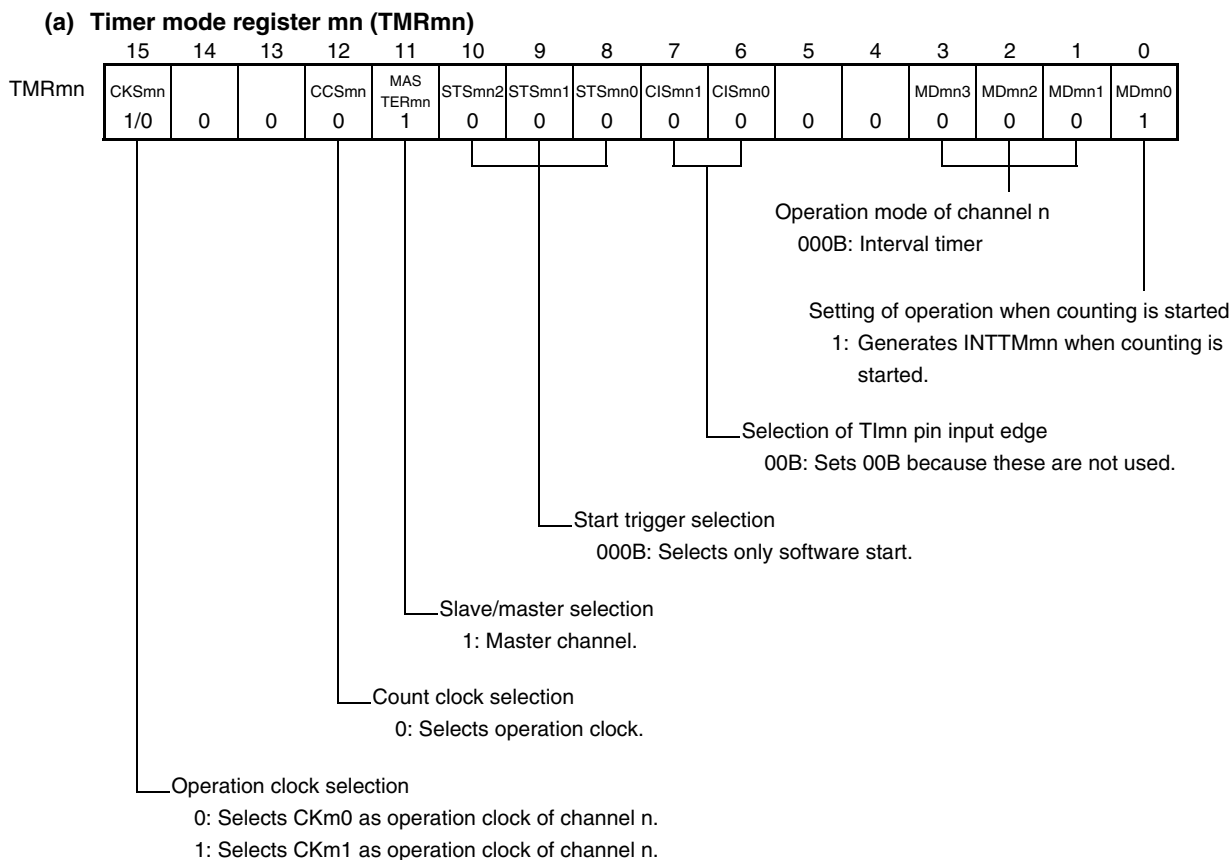 (a) Timer mode register mn (TMRmn)
15 14 13 12 11 10 9 8 7 6 5 4 3 2 1 0
TMRmn CKSmn CCSmn MAS TERmn STSmn2 STSmn1 STSmn0 CISmn1 CISmn0 MDmn3 MDmn2 MDmn1 MDmn0
1/0 0 0 0 1 0 0 0 0 0 0 0 0 0 0 1
Operation mode of channel n
000B: Interval timer
Setting of operation when counting is started
1: Generates INTTMmn when counting is
started.
Selection of TImn pin input edge
00B: Sets 00B because these are not used.
Start trigger selection
000B: Selects only software start.
Slave/master selection
1: Master channel.
Count clock selection
0: Selects operation clock.
Operation clock selection
0: Selects CKm0 as operation clock of channel n.
1: Selects CKm1 as operation clock of channel n.